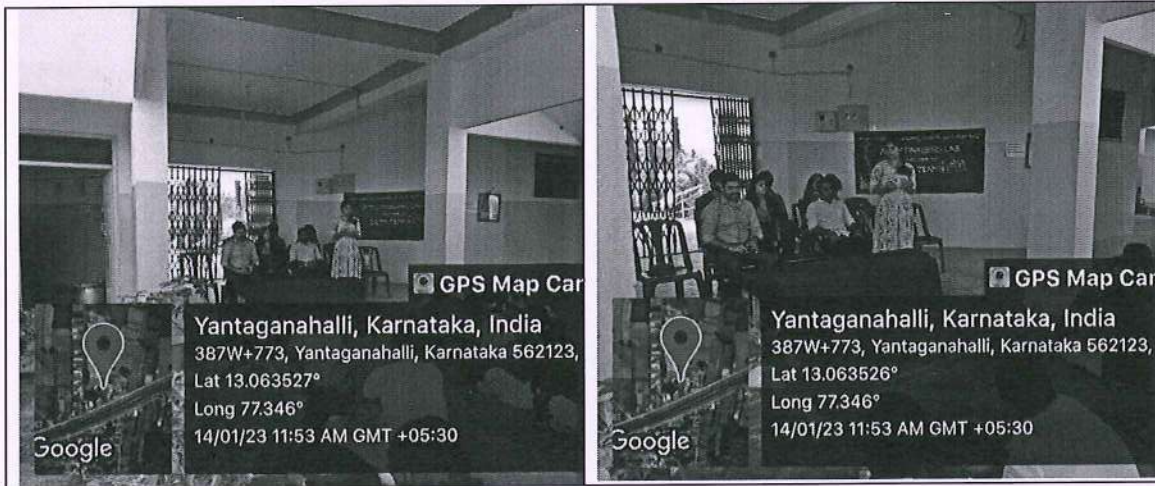 GPS Map Car
Yantaganahalli, Karnataka, India
387W+773, Yantaganahalli, Karnataka 562123,
Lat 13.063527°
Long 77.346°
14/01/23 11:53 AM GMT +05:30
Google
GPS Map Car
Yantaganahalli, Karnataka, India
387W+773, Yantaganahalli, Karnataka 562123,
Lat 13.063526°
Long 77.346°
14/01/23 11:53 AM GMT +05:30
Google